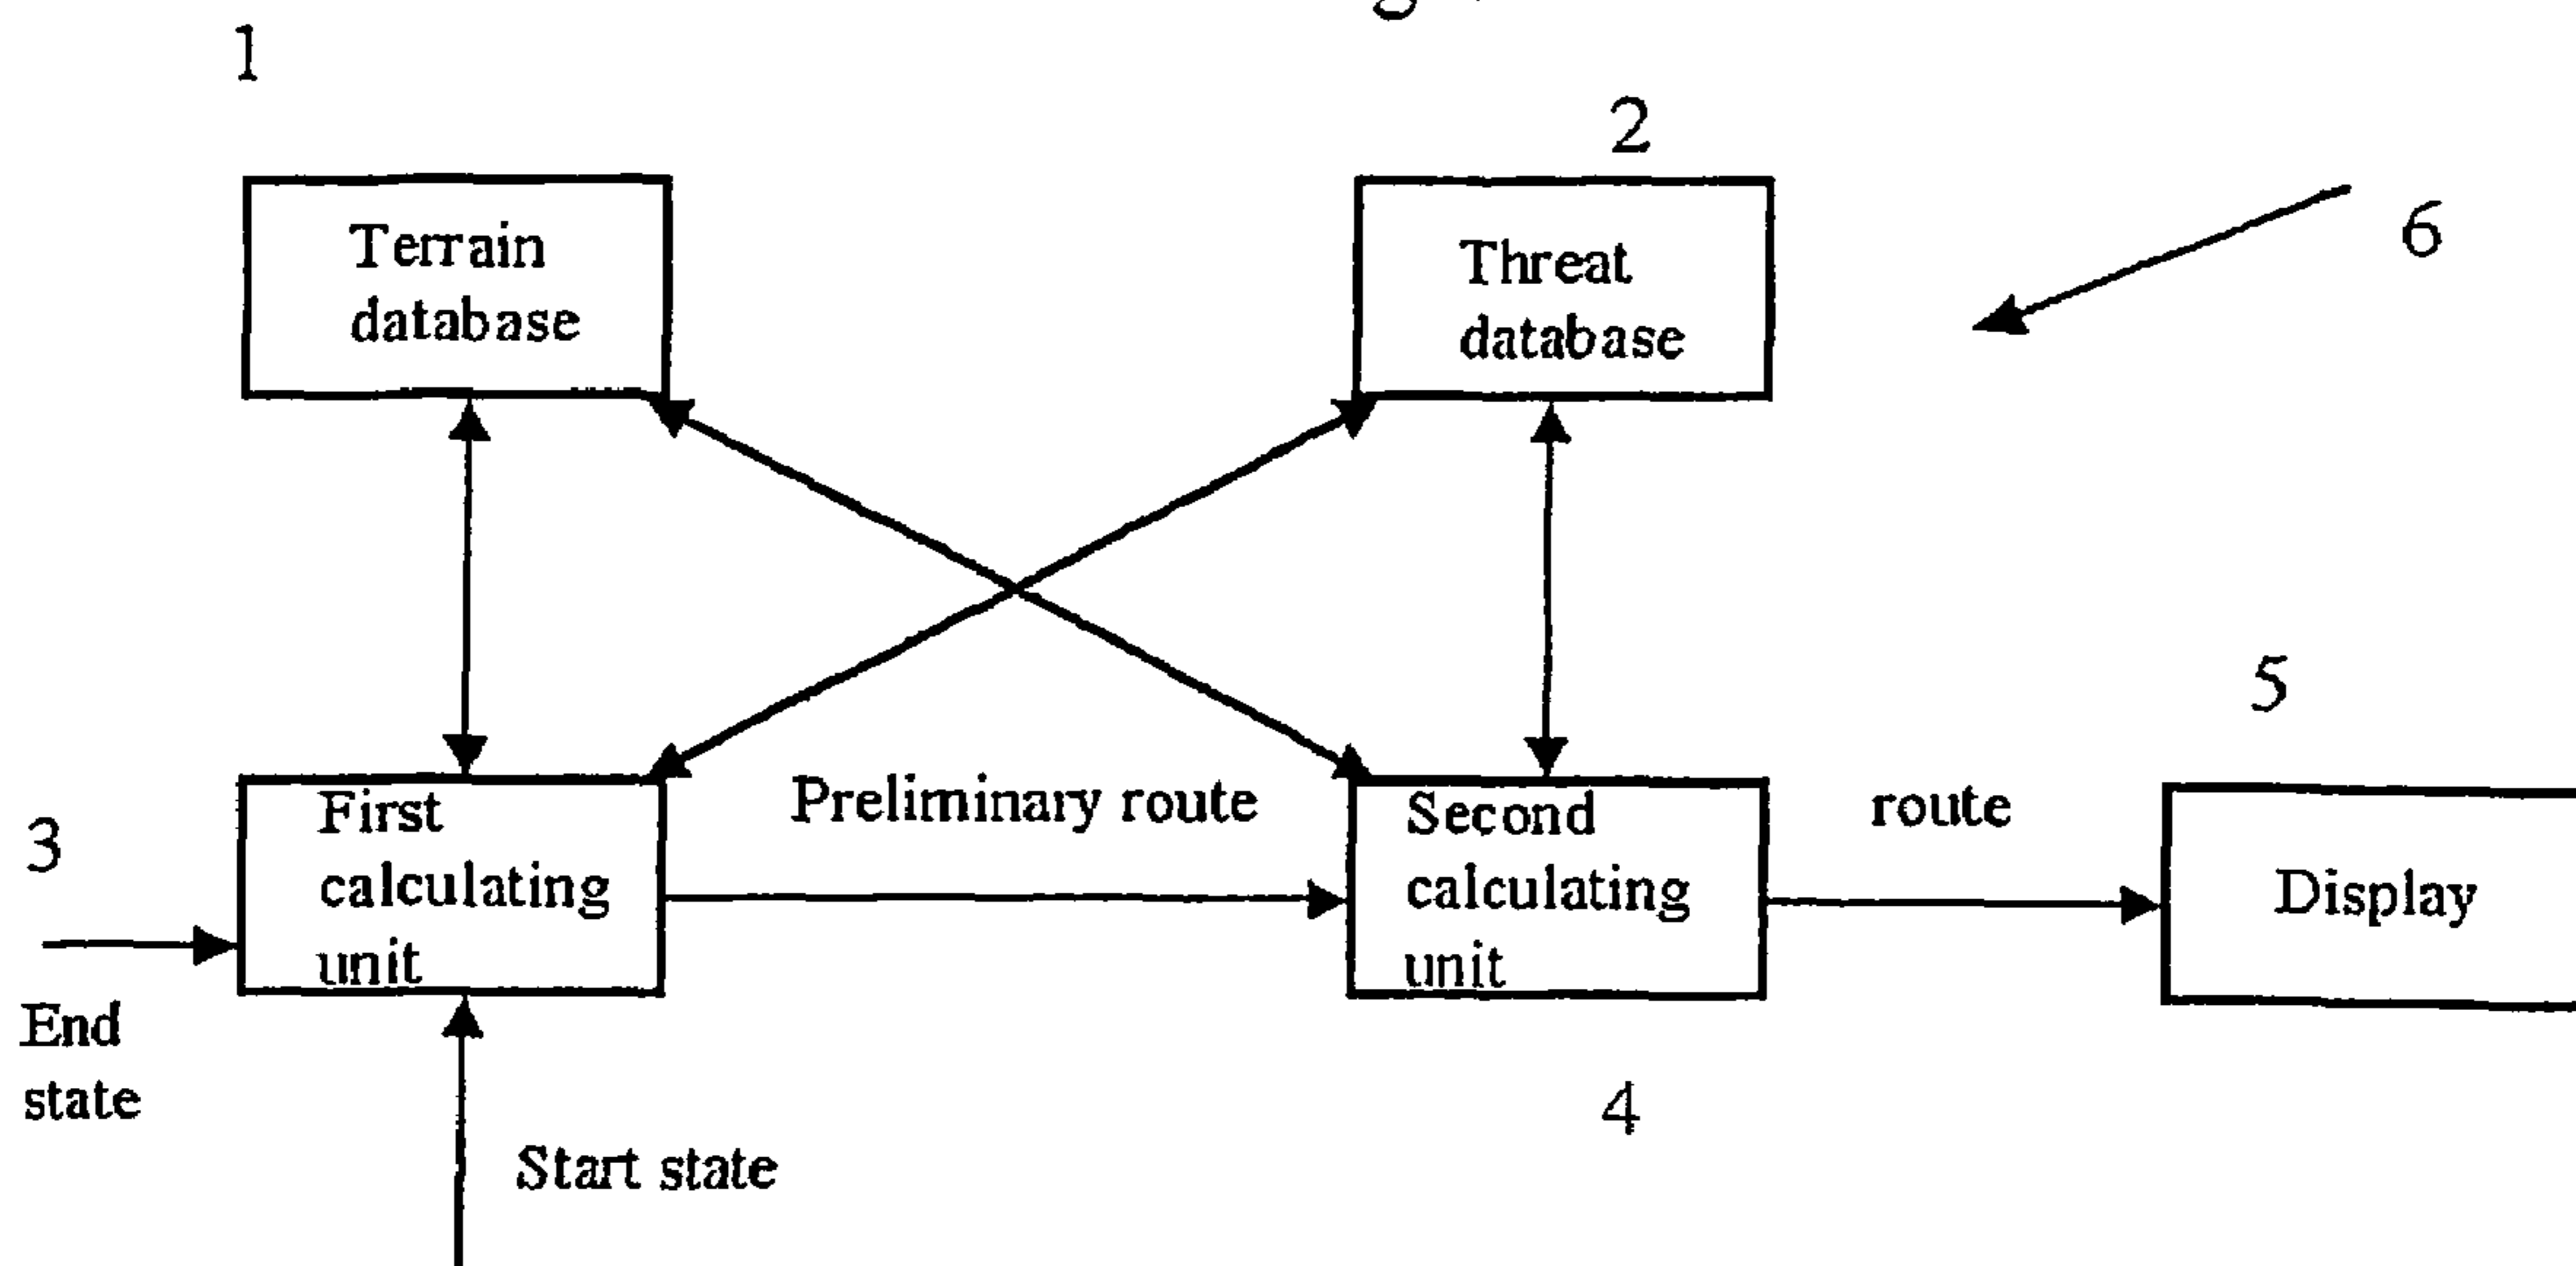 1
2
6
Terrain
database
Threat
database
5
3
First
calculating
unit
Preliminary route
Second
calculating
unit
route
Display
End
state
4
Start state